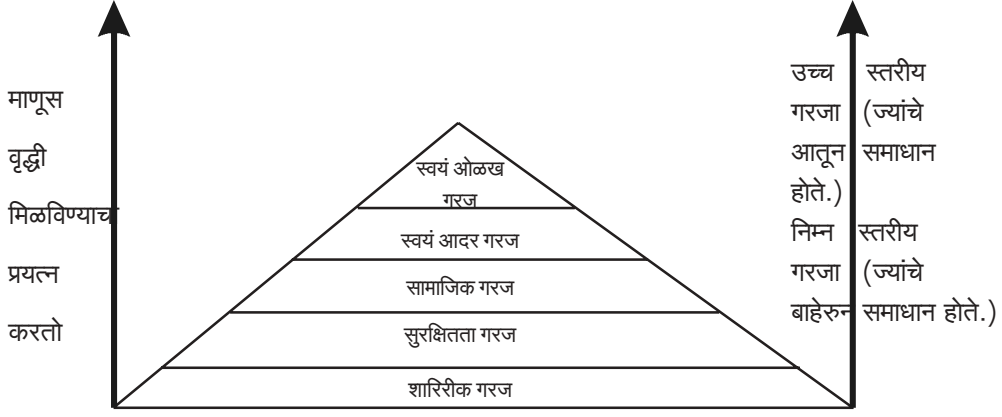 माणूस
वृद्धी
मिळविण्याचा
प्रयत्न
करतो
स्वयं ओळख
गरज
स्वयं आदर गरज
सामाजिक गरज
सुरक्षितता गरज
शारिरीक गरज
उच्च स्तरीय
गरजा (ज्यांचे
आतून समाधान
होते.)
निम्न स्तरीय
गरजा (ज्यांचे
बाहेरुन समाधान होते.)